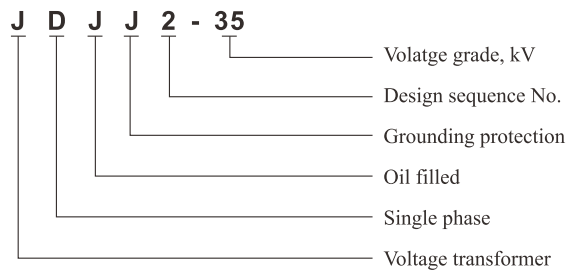 J D J J 2 - 35
Volatge grade, kV
Design sequence No.
Grounding protection
Oil filled
Single phase
Voltage transformer